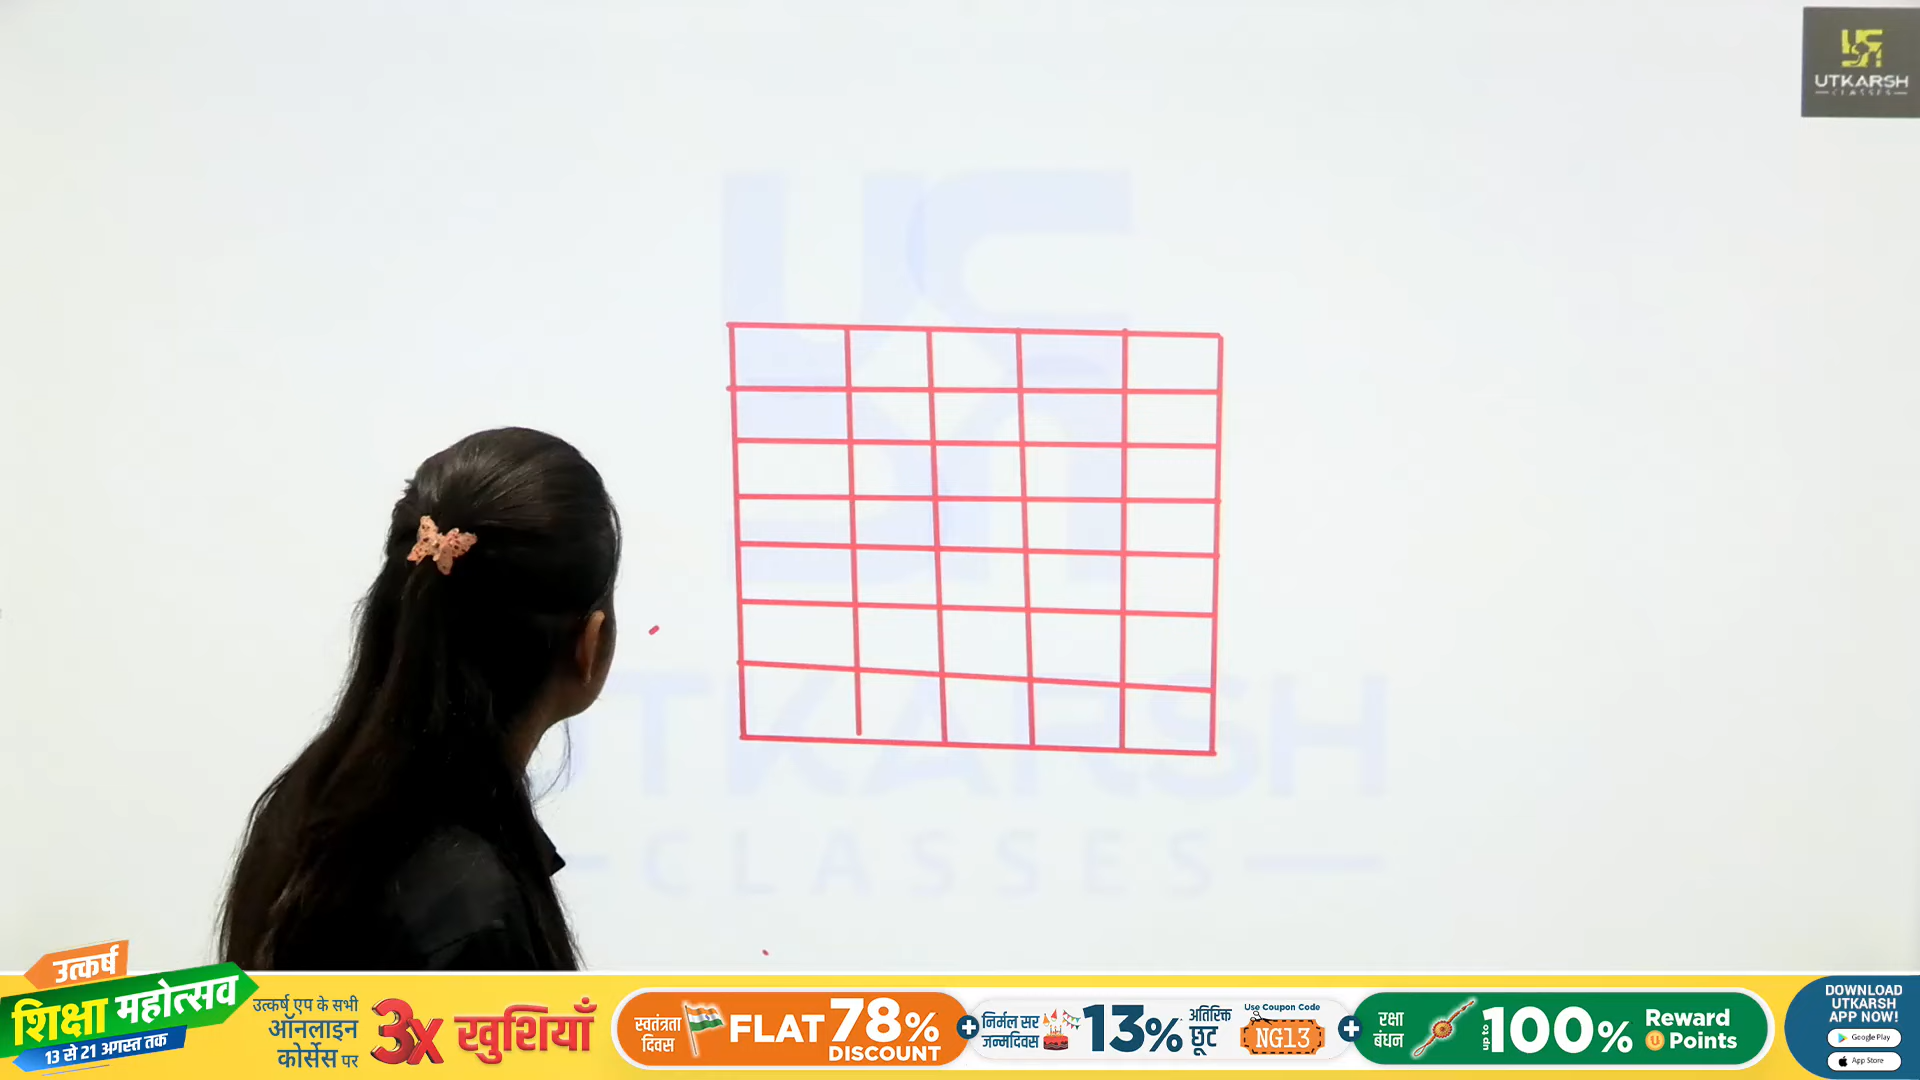 UTKARSH
CLASSES
UTKARSH
CLASSES
उत्कर्ष
शिक्षा महोत्सव
13 से 21 अगस्त तक
उत्कर्ष एप के सभी
ऑनलाइन
कोर्सेस पर
3x खुशियाँ
स्वतंत्रता
दिवस
FLAT 78%
DISCOUNT
+
निर्मल सर
जन्मदिवस
13%
अतिरिक्त
छूट
Use Coupon Code
NG13
+
रक्षा
बंधन
up to
100%
Reward
Points
DOWNLOAD
UTKARSH
APP NOW!
Google Play
App Store